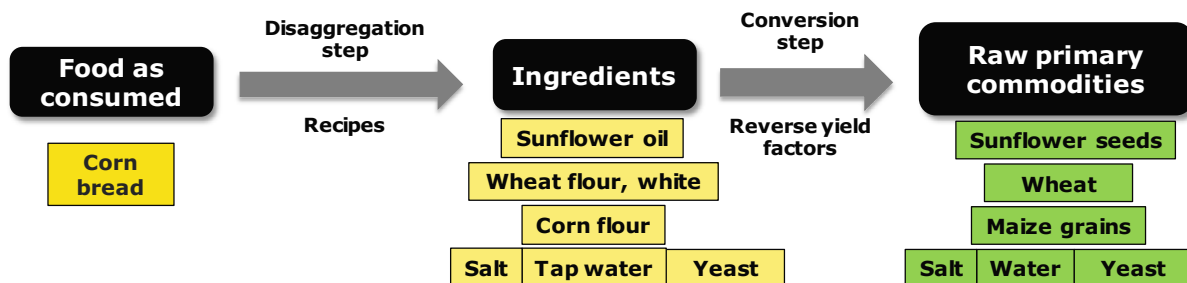 Food as
consumed
Disaggregation
step
Recipes
Ingredients
Conversion
step
Reverse yield
factors
Raw primary
commodities
Corn
bread
Sunflower oil
Wheat flour, white
Corn flour
Salt Tap water Yeast
Sunflower seeds
Wheat
Maize grains
Salt Water Yeast